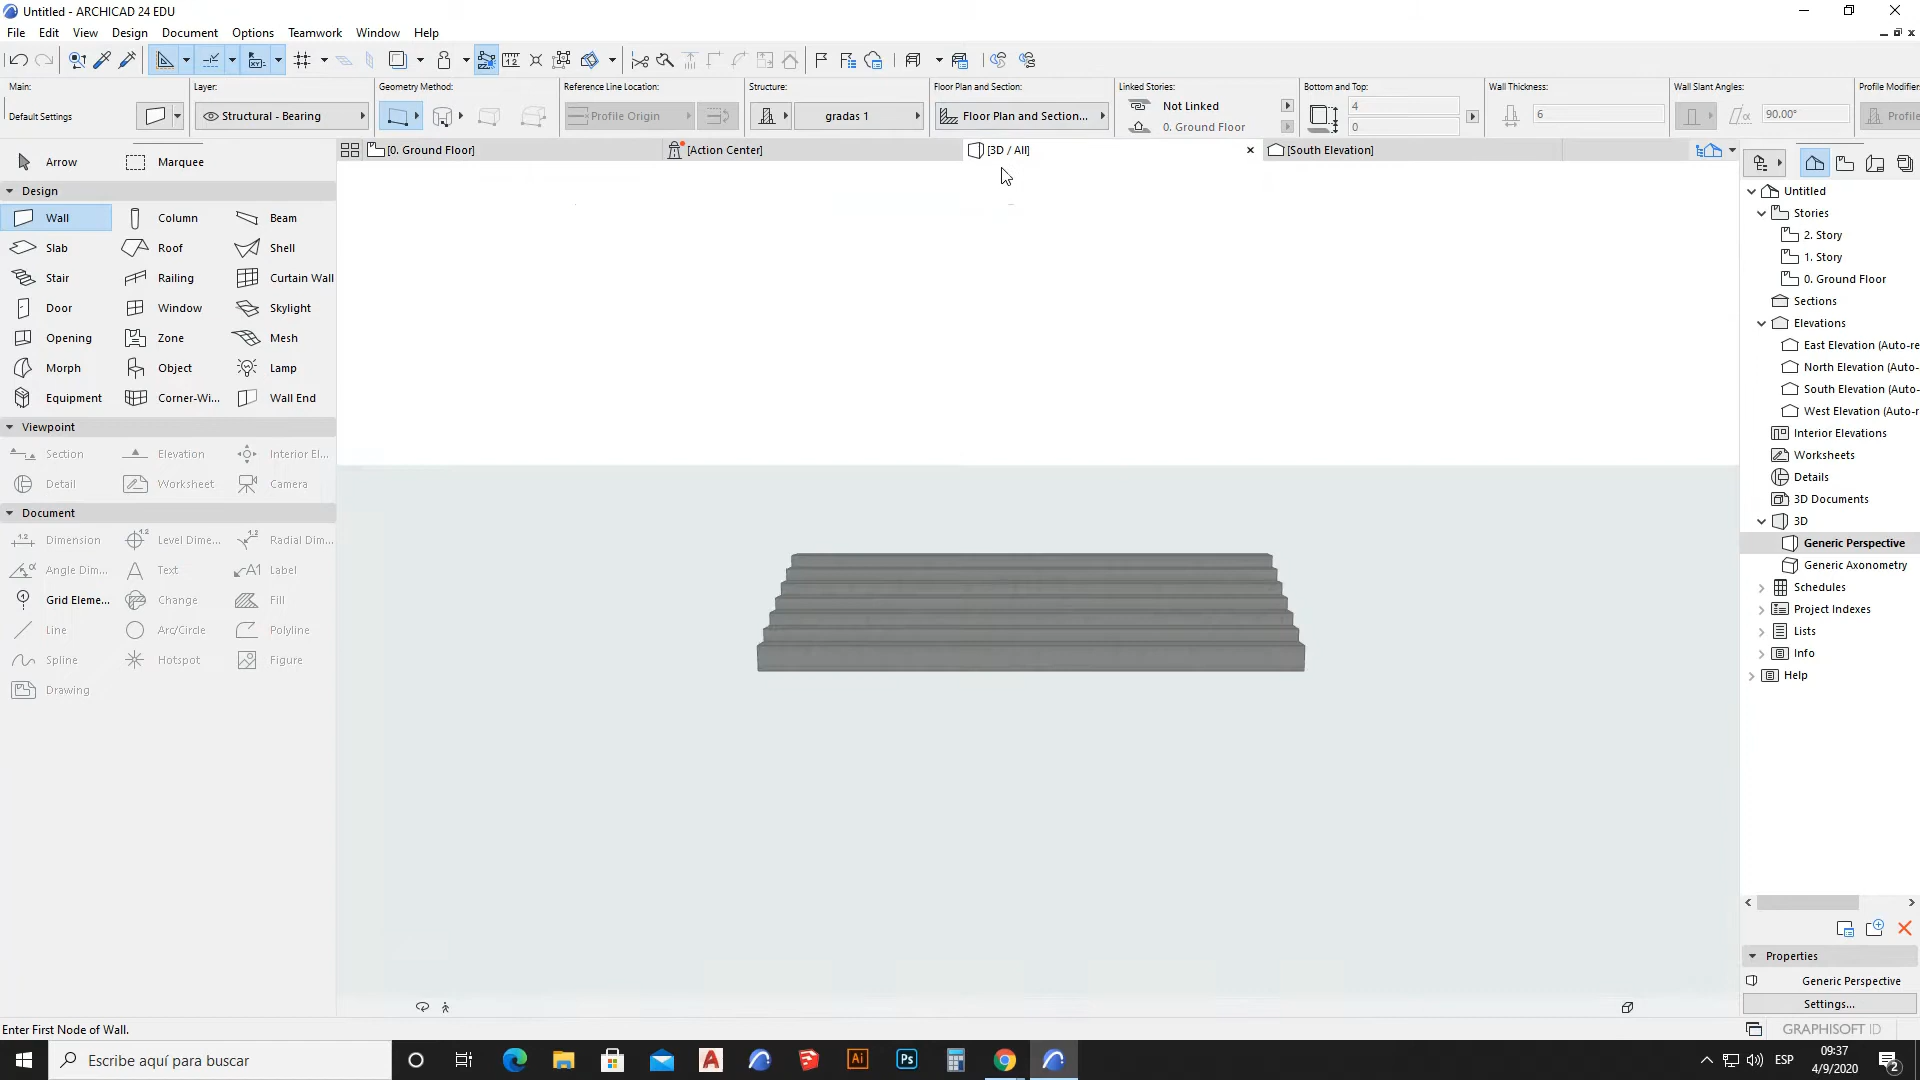 Untitled - ARCHICAD 24 EDU
File Edit View Design Document Options Teamwork Window Help
Main: Layer: Geometry Method: Reference Line Location: Structure: Floor Plan and Section: Linked Stories: Bottom and Top: Wall Thickness: Wall Slant Angles: Profile Modifier
Default Settings Structural - Bearing Profile Origin gradas 1 Floor Plan and Section... Not Linked 4 6 90.00° Profile
0. Ground Floor 0
[0. Ground Floor] [Action Center] [3D / All] [South Elevation]
Arrow Marquee
Design
Wall Column Beam
Slab Roof Shell
Stair Railing Curtain Wall
Door Window Skylight
Opening Zone Mesh
Morph Object Lamp
Equipment Corner-Wi... Wall End
Viewpoint
Section Elevation Interior El...
Detail Worksheet Camera
Document
Dimension Level Dime... Radial Dim...
Angle Dim... Text Label
Grid Eleme... Change Fill
Line Arc/Circle Polyline
Spline Hotspot Figure
Drawing
Untitled
Stories
2. Story
1. Story
0. Ground Floor
Sections
Elevations
East Elevation (Auto-re
North Elevation (Auto-
South Elevation (Auto-
West Elevation (Auto-r
Interior Elevations
Worksheets
Details
3D Documents
3D
Generic Perspective
Generic Axonometry
Schedules
Project Indexes
Lists
Info
Help
Properties
Generic Perspective
Settings...
Enter First Node of Wall.
GRAPHISOFT ID
Escribe aquí para buscar
ESP
09:37
4/9/2020
2